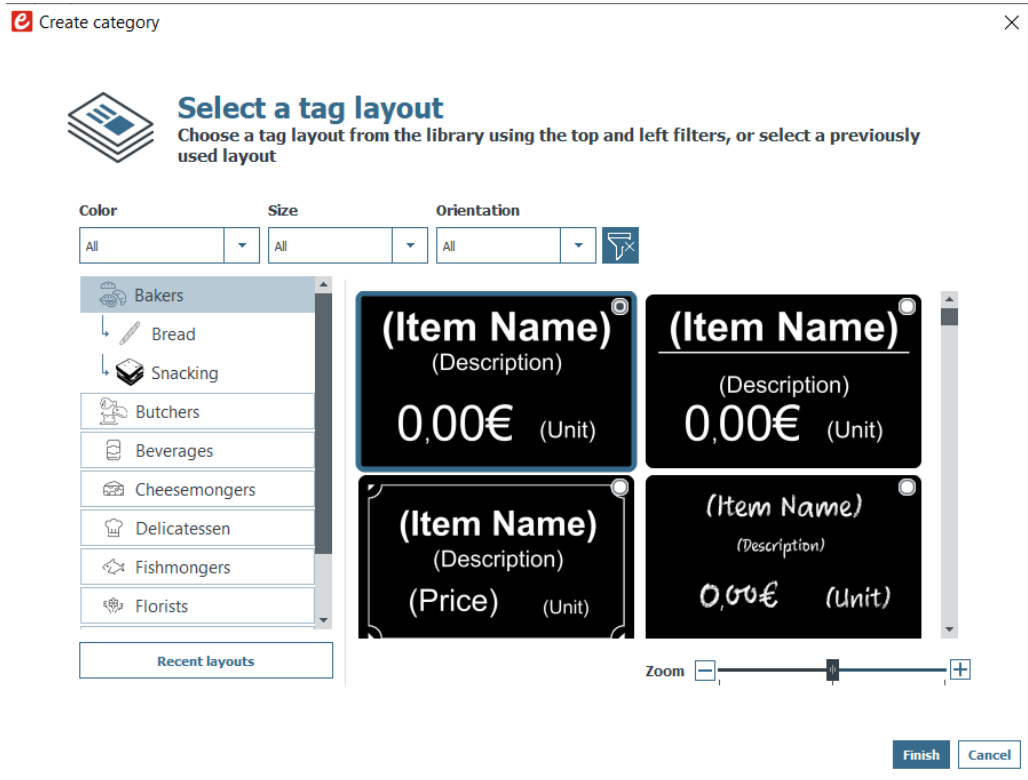 Create category
Select a tag layout
Choose a tag layout from the library using the top and left filters, or select a previously
used layout
Color
Size
Orientation
All
All
All
Bakers
Bread
Snacking
Butchers
Beverages
Cheesemongers
Delicatessen
Fishmongers
Florists
Recent layouts
(Item Name)
(Description)
0,00€ (Unit)
(Item Name)
(Description)
0,00€ (Unit)
(Item Name)
(Description)
(Price) (Unit)
(Item Name)
(Description)
0,00€ (Unit)
Zoom
Finish
Cancel